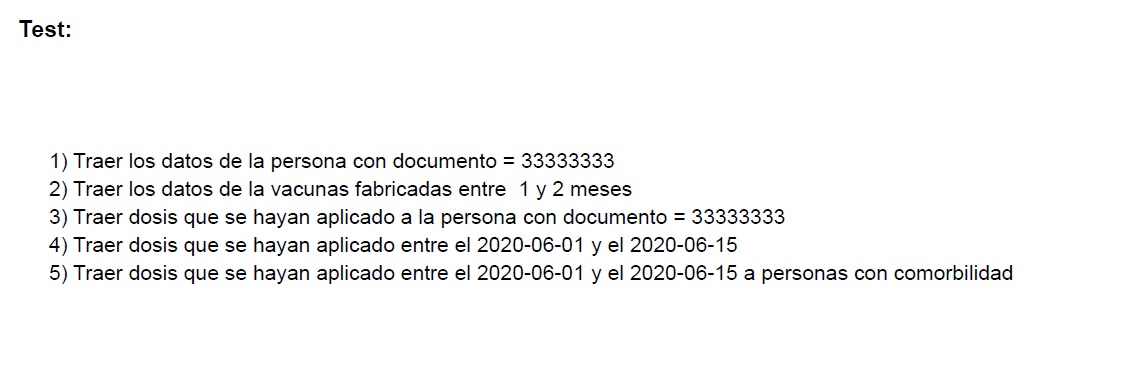 Test:
1) Traer los datos de la persona con documento = 33333333
2) Traer los datos de la vacunas fabricadas entre  1 y 2 meses
3) Traer dosis que se hayan aplicado a la persona con documento = 33333333
4) Traer dosis que se hayan aplicado entre el 2020-06-01 y el 2020-06-15
5) Traer dosis que se hayan aplicado entre el 2020-06-01 y el 2020-06-15 a personas con comorbilidad